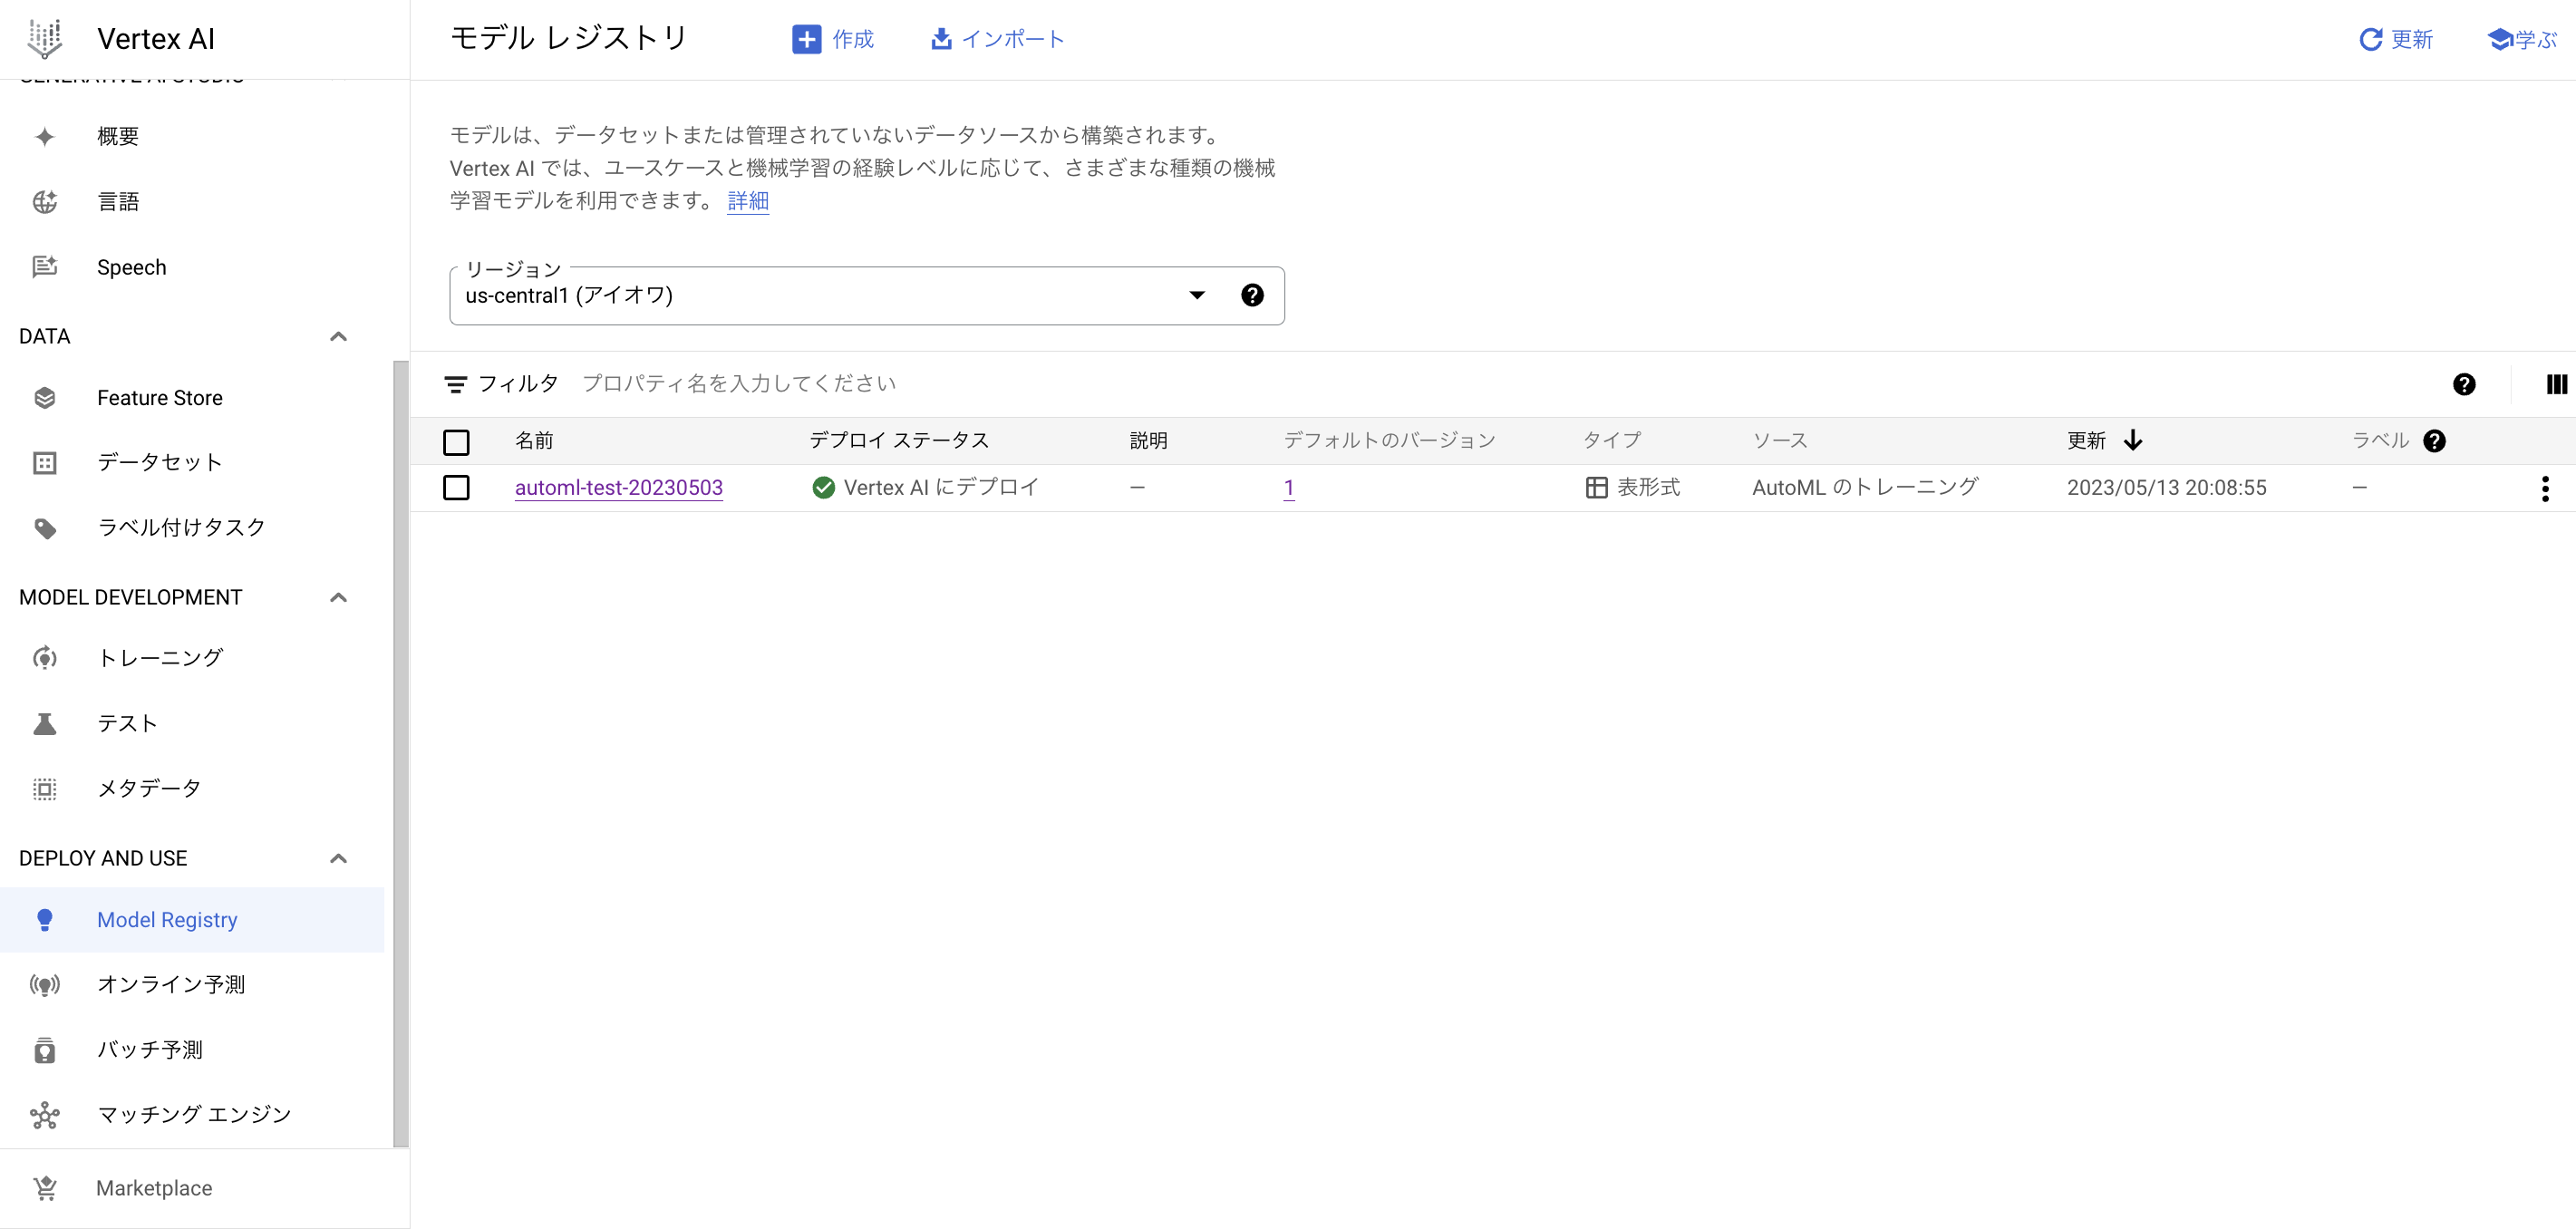 Vertex AI
GENERATIVE AI STUDIO
概要
言語
Speech
DATA
Feature Store
データセット
ラベル付けタスク
MODEL DEVELOPMENT
トレーニング
テスト
メタデータ
DEPLOY AND USE
Model Registry
オンライン予測
バッチ予測
マッチング エンジン
Marketplace
モデル レジストリ 作成 インポート 更新 学ぶ
モデルは、データセットまたは管理されていないデータソースから構築されます。
Vertex AI では、ユースケースと機械学習の経験レベルに応じて、さまざまな種類の機械
学習モデルを利用できます。 詳細
リージョン
us-central1 (アイオワ)
フィルタ プロパティ名を入力してください
名前 デプロイ ステータス 説明 デフォルトのバージョン タイプ ソース 更新 ラベル
automl-test-20230503 Vertex AI にデプロイ — 1 表形式 AutoML のトレーニング 2023/05/13 20:08:55 —